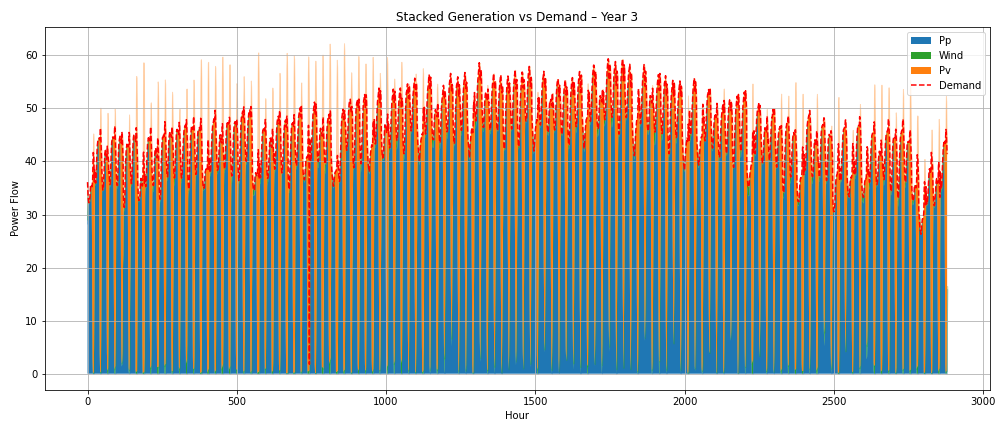 Stacked Generation vs Demand – Year 3
Pp
Wind
Pv
Demand
60
50
40
30
20
10
0
Power Flow
0 500 1000 1500 2000 2500 3000
Hour